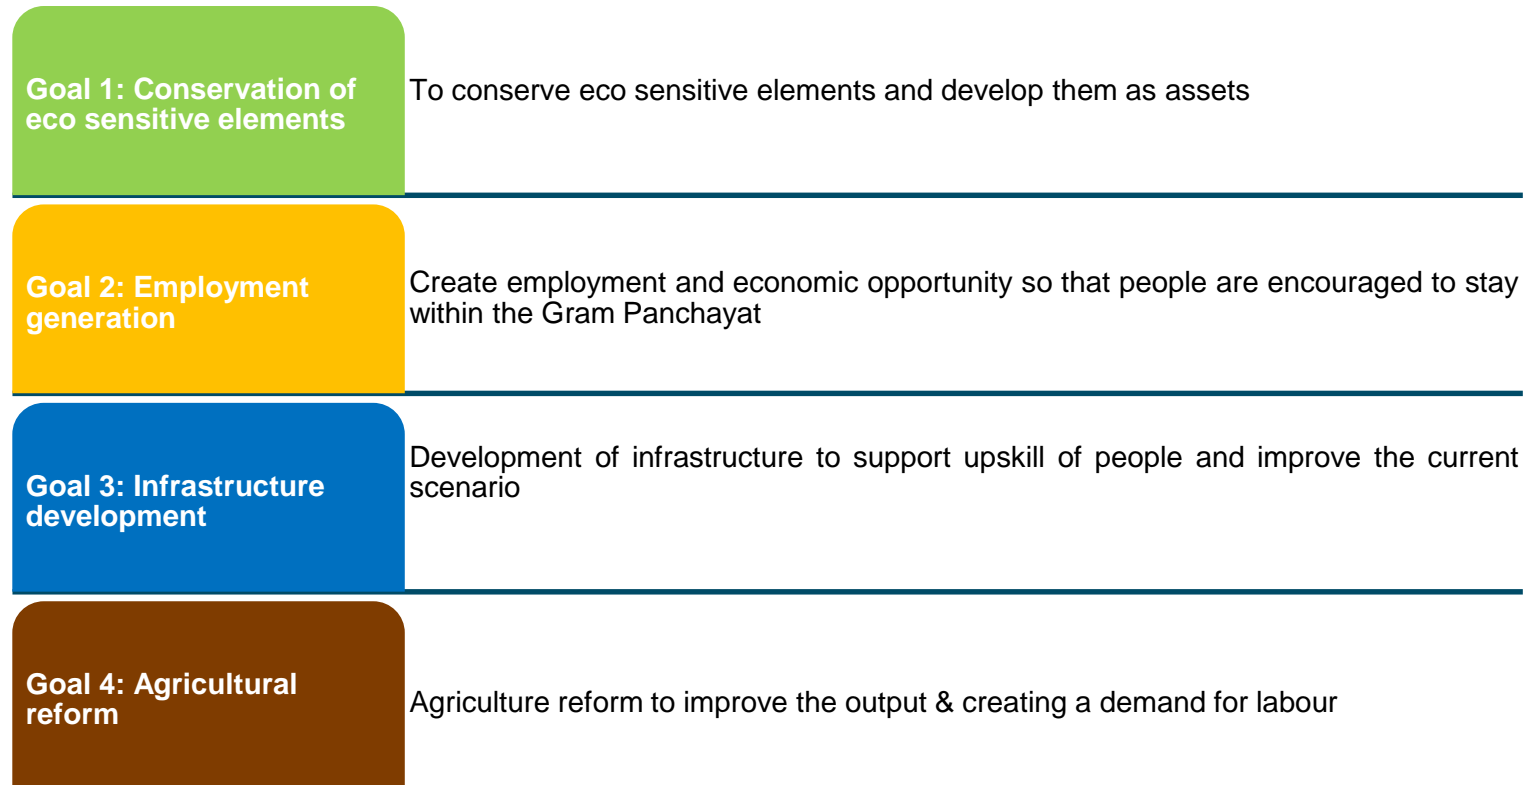 Goal 1: Conservation of
eco sensitive elements
To conserve eco sensitive elements and develop them as assets
Goal 2: Employment
generation
Create employment and economic opportunity so that people are encouraged to stay
within the Gram Panchayat
Goal 3: Infrastructure
development
Development of infrastructure to support upskill of people and improve the current
scenario
Goal 4: Agricultural
reform
Agriculture reform to improve the output & creating a demand for labour